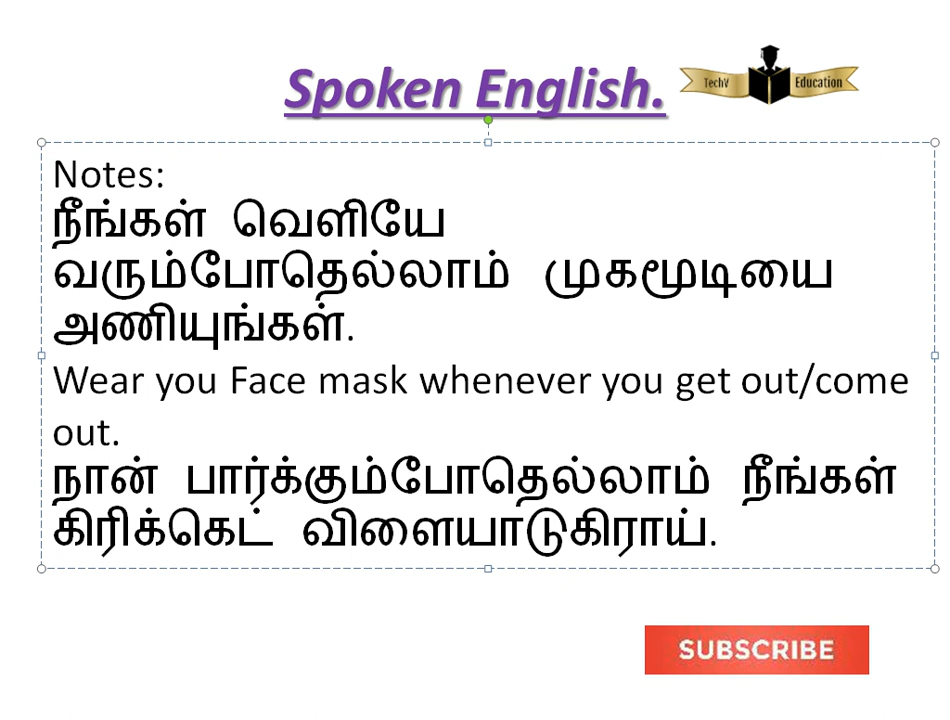 Spoken English.
TechV Education
Notes:
நீங்கள் வெளியே
வரும்போதெல்லாம் முகமூடியை
அணியுங்கள்.
Wear you Face mask whenever you get out/come
out.
நான் பார்க்கும்போதெல்லாம் நீங்கள்
கிரிக்கெட் விளையாடுகிராய்.
SUBSCRIBE